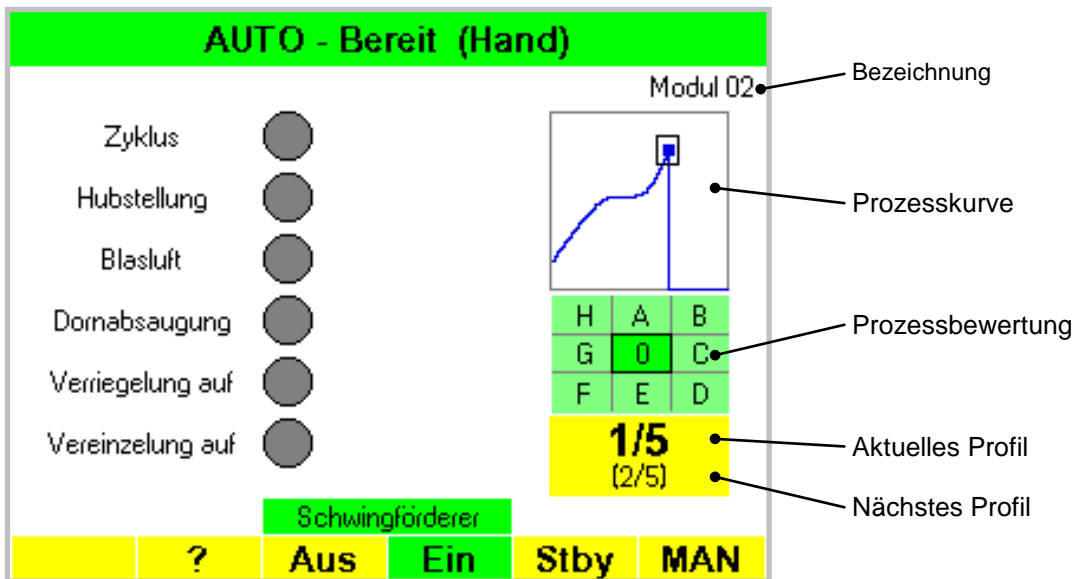 AUTO - Bereit (Hand)
Modul 02
Bezeichnung
Zyklus
Hubstellung
Blasluft
Dornabsaugung
Verriegelung auf
Vereinzelung auf
Prozesskurve
H A B
G 0 C
F E D
Prozessbewertung
1/5
(2/5)
Aktuelles Profil
Nächstes Profil
Schwingförderer
? Aus Ein Stby MAN